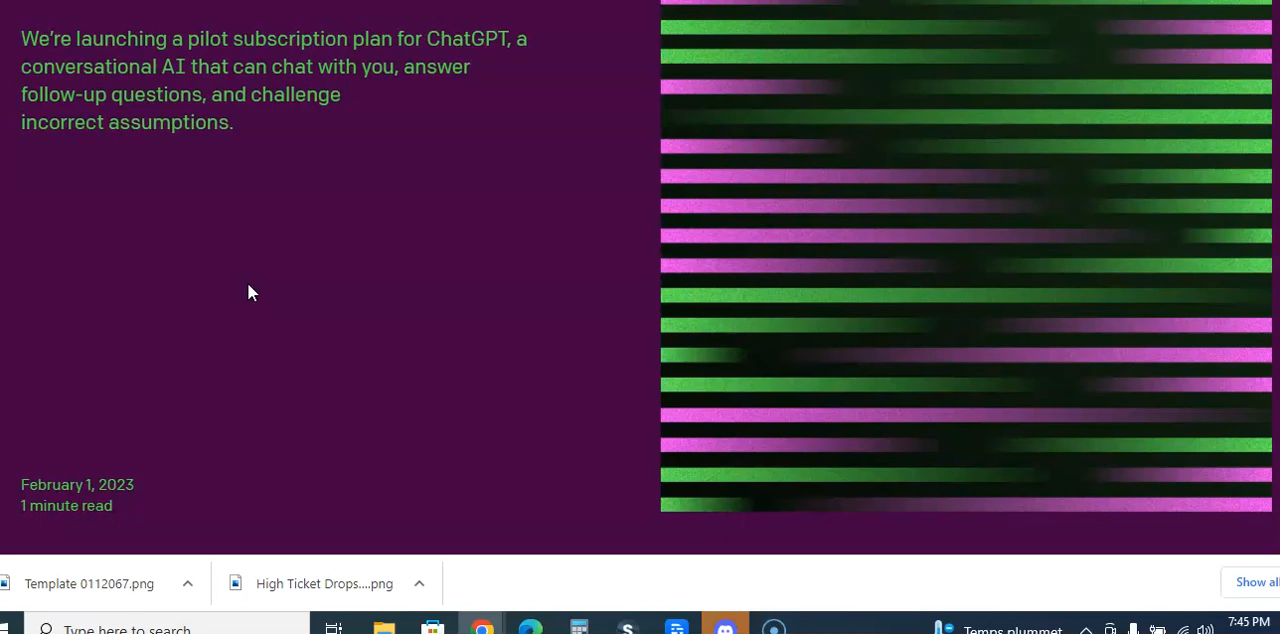 We’re launching a pilot subscription plan for ChatGPT, a
conversational AI that can chat with you, answer
follow-up questions, and challenge
incorrect assumptions.
February 1, 2023
1 minute read
Template 0112067.png
High Ticket Drops....png
Show all
Type here to search
Temps plummet
7:45 PM